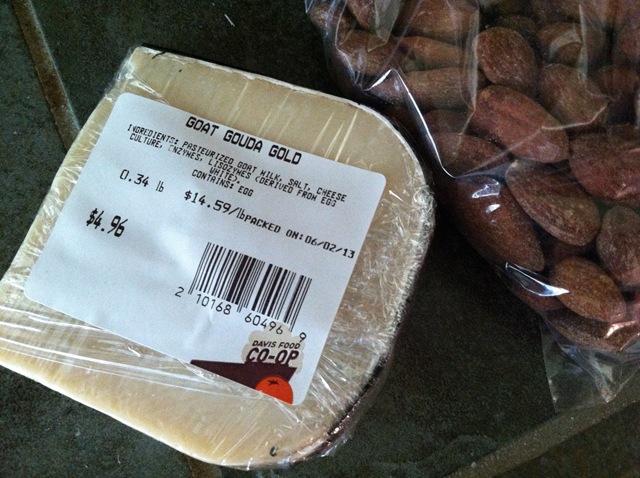 GOAT GOUDA GOLD
INGREDIENTS: PASTEURIZED GOAT MILK, SALT, CHEESE
CULTURE, ENZYMES, LISOZYMES (DERIVED FROM EGG
WHITE)
CONTAINS: EGG
0.34 lb $14.59/lb PACKED ON: 06/02/13
$4.96
2 10168 60496 9
DAVIS FOOD
CO-OP